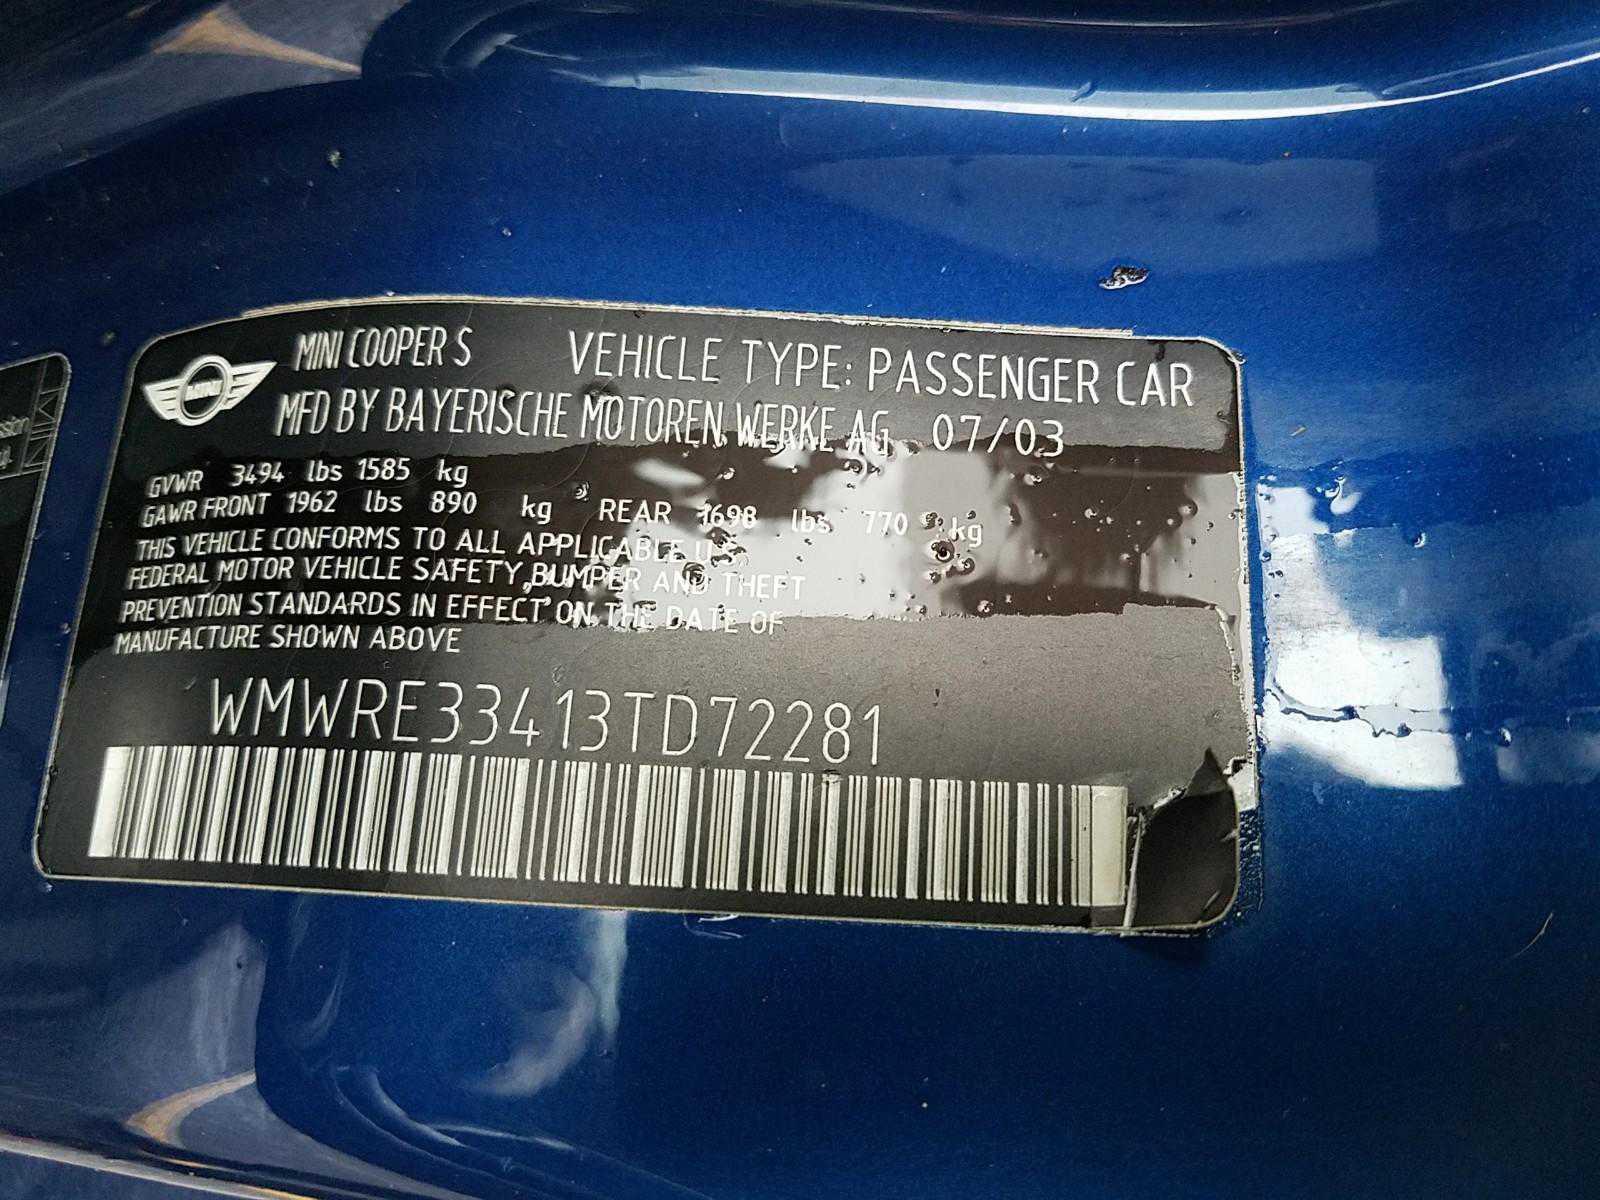 MINI COOPER S VEHICLE TYPE: PASSENGER CAR
MFD BY BAYERISCHE MOTOREN WERKE AG 07/03
GVWR 3494 lbs 1585 kg
GAWR FRONT 1962 lbs 890 kg REAR 1698 lbs 770 kg
THIS VEHICLE CONFORMS TO ALL APPLICABLE U.S.
FEDERAL MOTOR VEHICLE SAFETY, BUMPER AND THEFT
PREVENTION STANDARDS IN EFFECT ON THE DATE OF
MANUFACTURE SHOWN ABOVE
WMWRE33413TD72281